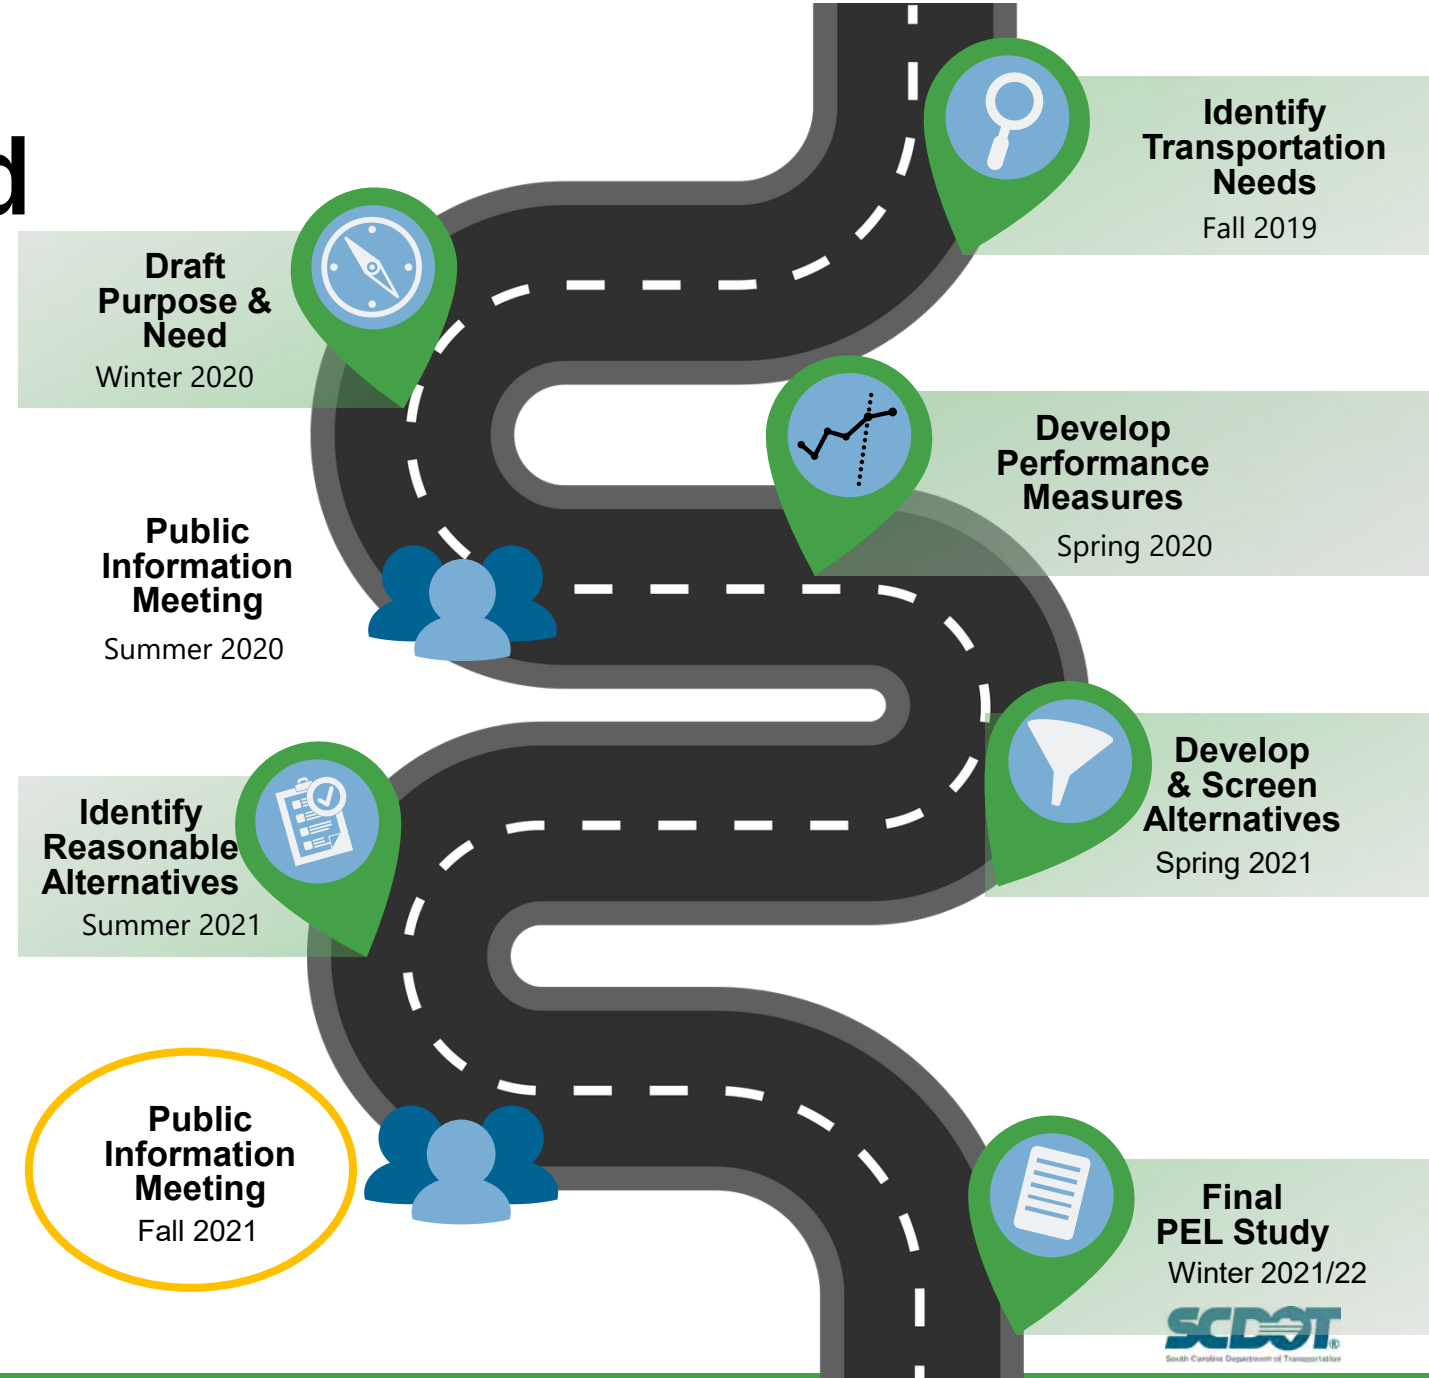 d
Identify
Transportation
Needs
Fall 2019
Draft
Purpose &
Need
Winter 2020
Develop
Performance
Measures
Spring 2020
Public
Information
Meeting
Summer 2020
Develop
& Screen
Alternatives
Spring 2021
Identify
Reasonable
Alternatives
Summer 2021
Public
Information
Meeting
Fall 2021
Final
PEL Study
Winter 2021/22
SCDOT®
South Carolina Department of Transportation